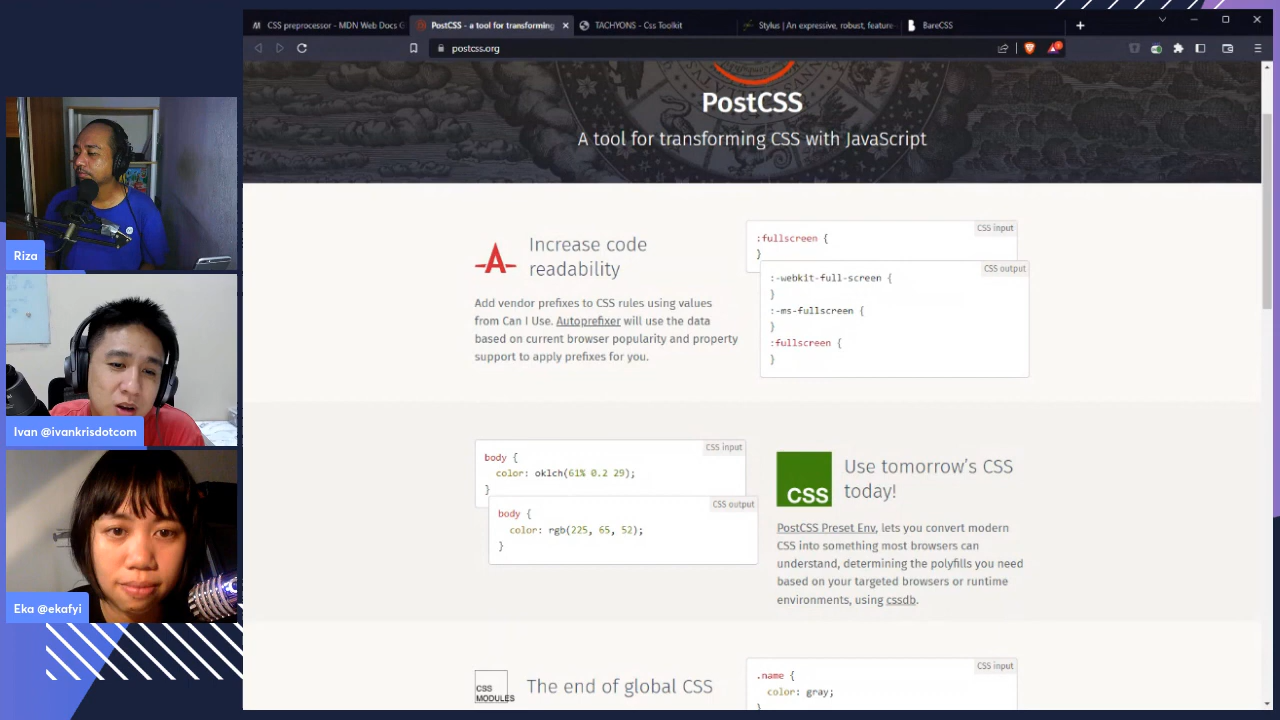 CSS preprocessor - MDN Web Docs G
PostCSS - a tool for transforming
TACHYONS - Css Toolkit
Stylus | An expressive, robust, feature-
BareCSS
postcss.org
PostCSS
A tool for transforming CSS with JavaScript
Increase code
readability
Add vendor prefixes to CSS rules using values
from Can I Use. Autoprefixer will use the data
based on current browser popularity and property
support to apply prefixes for you.
CSS input
:fullscreen {
}
CSS output
:-webkit-full-screen {
}
:-ms-fullscreen {
}
:fullscreen {
}
CSS input
body {
color: oklch(61% 0.2 29);
}
CSS output
body {
color: rgb(225, 65, 52);
}
CSS
Use tomorrow's CSS
today!
PostCSS Preset Env, lets you convert modern
CSS into something most browsers can
understand, determining the polyfills you need
based on your targeted browsers or runtime
environments, using cssdb.
CSS
MODULES
The end of global CSS
CSS input
.name {
color: gray;
}
Riza
Ivan @ivankrisdotcom
Eka @ekafyi